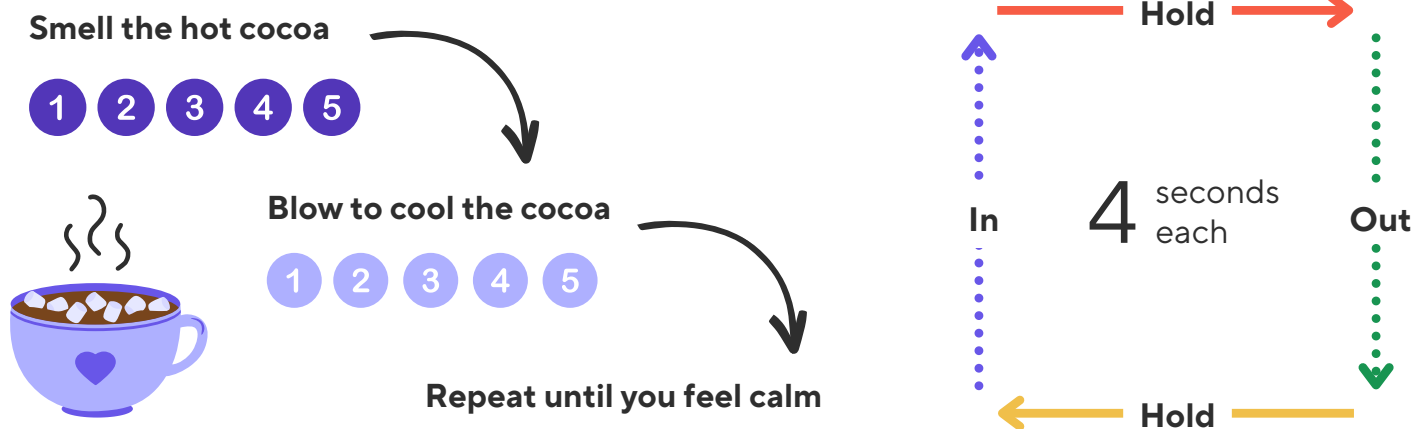 Smell the hot cocoa
1 2 3 4 5
Blow to cool the cocoa
1 2 3 4 5
Repeat until you feel calm
Hold
In
4 seconds
each
Out
Hold